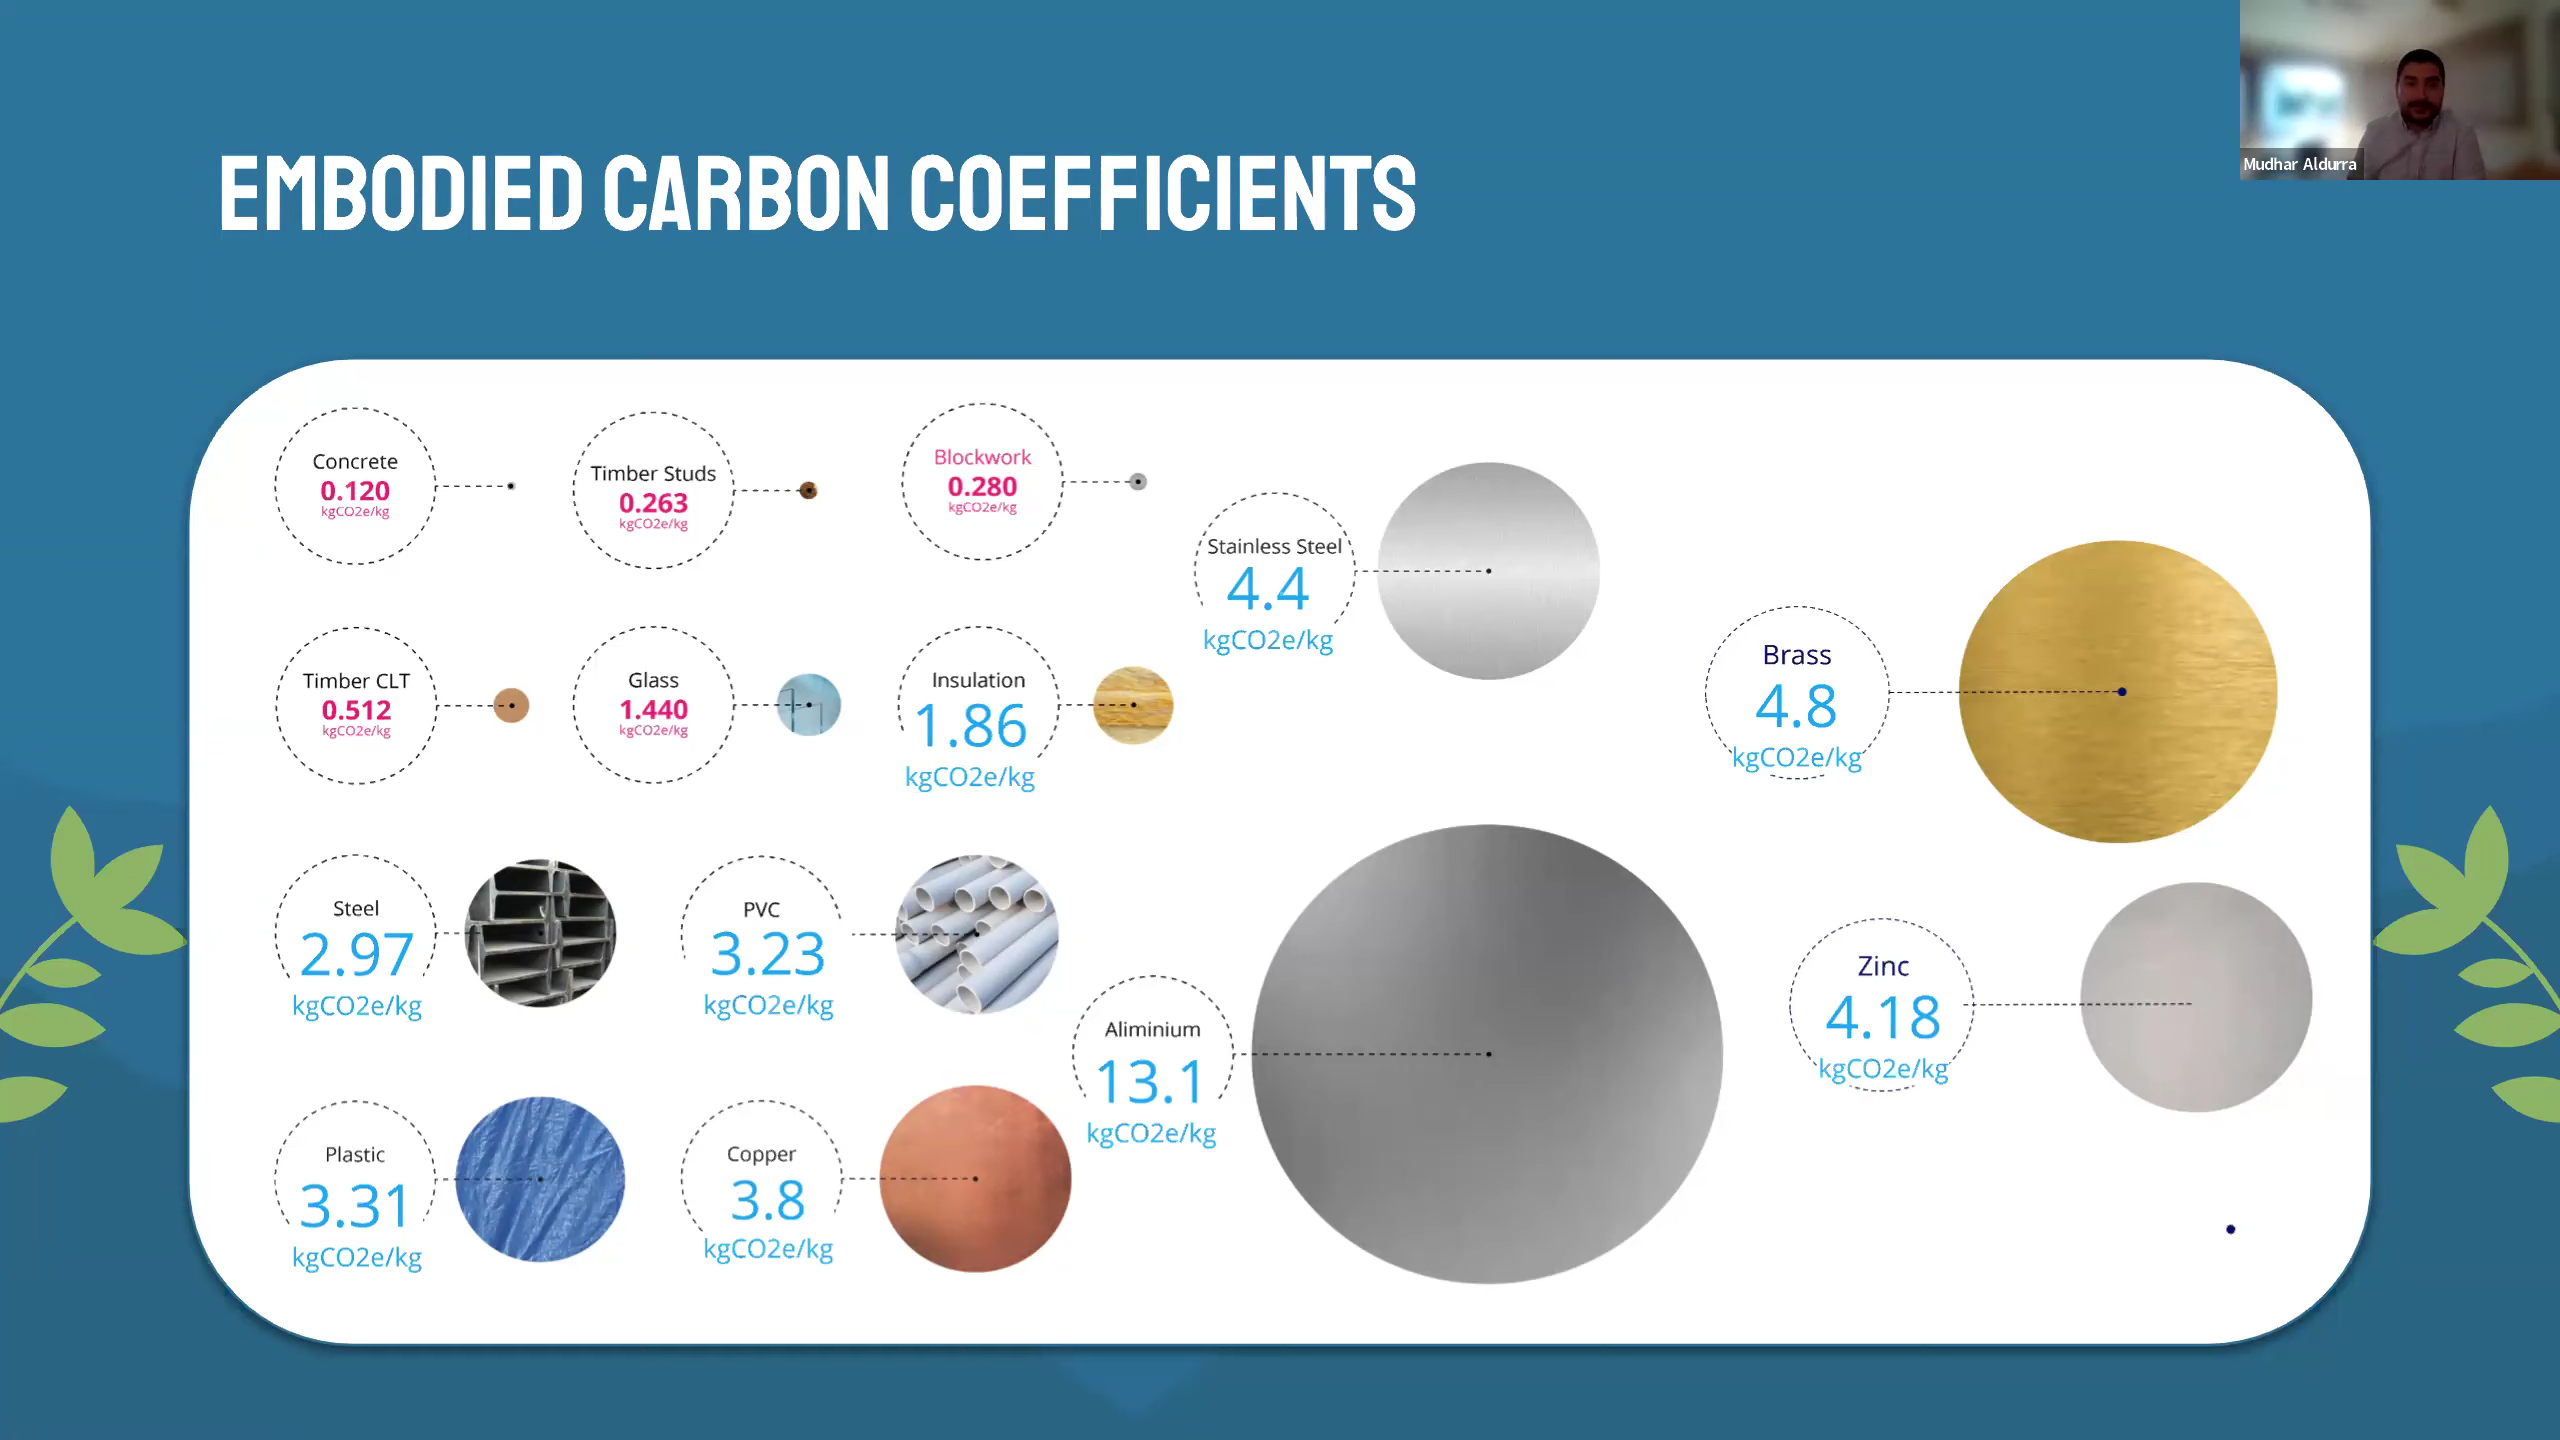 Mudhar Aldurra
EMBODIED CARBON COEFFICIENTS
Concrete
0.120
kgCO2e/kg
Timber Studs
0.263
kgCO2e/kg
Blockwork
0.280
kgCO2e/kg
Stainless Steel
4.4
kgCO2e/kg
Brass
4.8
kgCO2e/kg
Timber CLT
0.512
kgCO2e/kg
Glass
1.440
kgCO2e/kg
Insulation
1.86
kgCO2e/kg
Steel
2.97
kgCO2e/kg
PVC
3.23
kgCO2e/kg
Aliminium
13.1
kgCO2e/kg
Zinc
4.18
kgCO2e/kg
Plastic
3.31
kgCO2e/kg
Copper
3.8
kgCO2e/kg